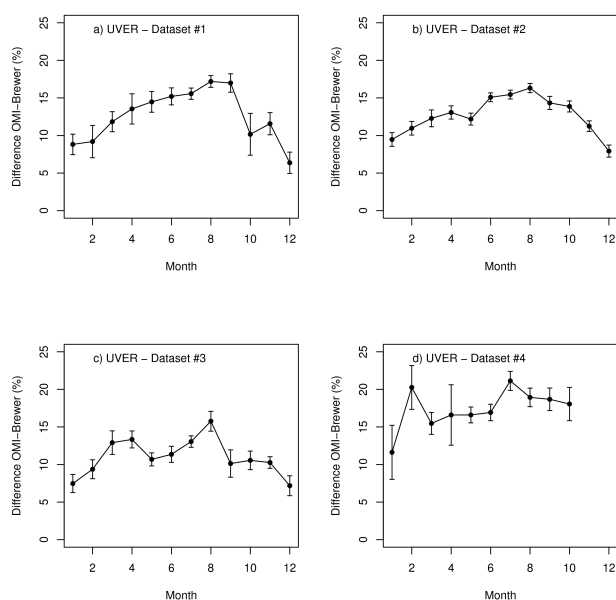 a) UVER − Dataset #1
Difference OMI−Brewer (%)
0 5 10 15 20 25
2 4 6 8 10 12
Month
b) UVER − Dataset #2
Difference OMI−Brewer (%)
0 5 10 15 20 25
2 4 6 8 10 12
Month
c) UVER − Dataset #3
Difference OMI−Brewer (%)
0 5 10 15 20 25
2 4 6 8 10 12
Month
d) UVER − Dataset #4
Difference OMI−Brewer (%)
0 5 10 15 20 25
2 4 6 8 10 12
Month